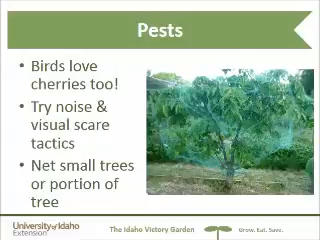 Pests
• Birds love
cherries too!
• Try noise &
visual scare
tactics
• Net small trees
or portion of
tree
University of Idaho
Extension
The Idaho Victory Garden
Grow. Eat. Save.